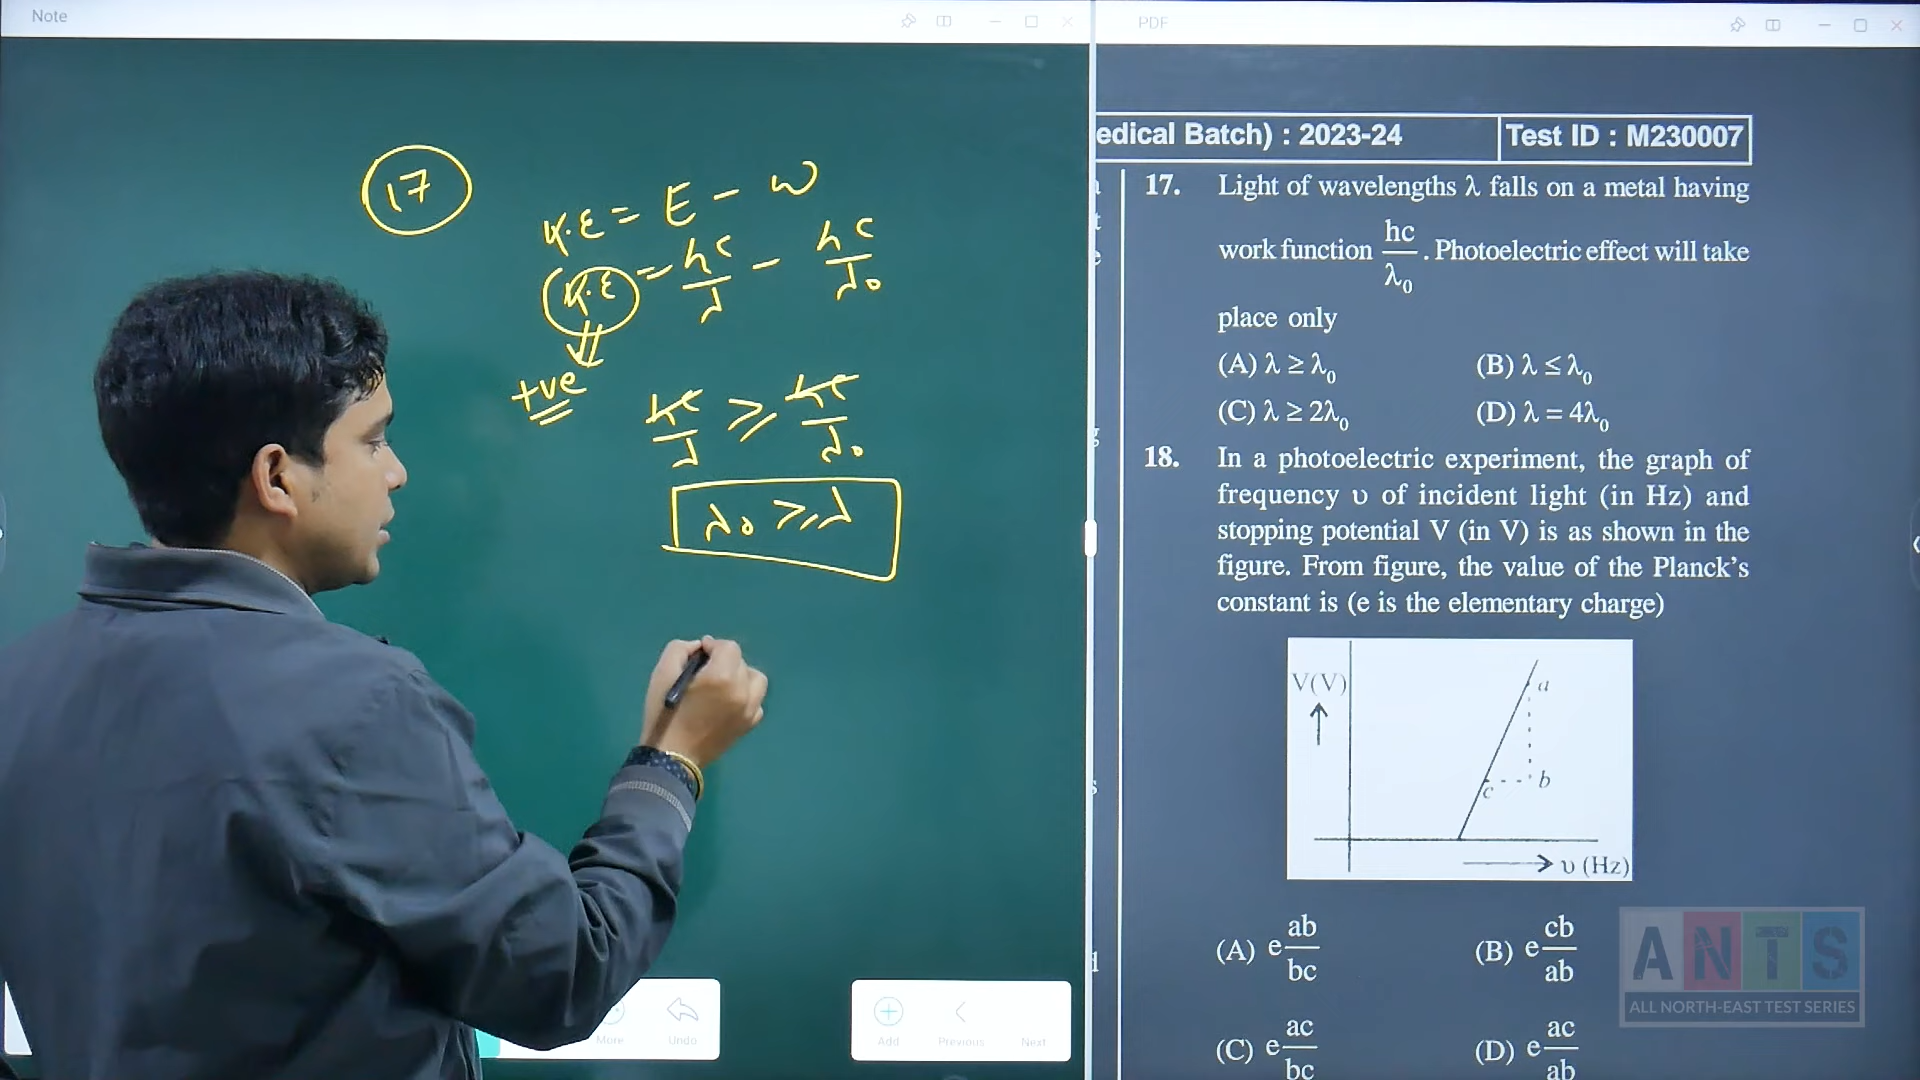 Note
PDF
17
K.E = E - W
K.E = hc/λ - hc/λ₀
+ve
hc/λ ≥ hc/λ₀
λ₀ ≥ λ
More
Undo
Add
Previous
Next
edical Batch) : 2023-24
Test ID : M230007
17. Light of wavelengths λ falls on a metal having
work function hc/λ₀ . Photoelectric effect will take
place only
(A) λ ≥ λ₀ (B) λ ≤ λ₀
(C) λ ≥ 2λ₀ (D) λ = 4λ₀
18. In a photoelectric experiment, the graph of
frequency υ of incident light (in Hz) and
stopping potential V (in V) is as shown in the
figure. From figure, the value of the Planck's
constant is (e is the elementary charge)
V(V)
a
b
c
υ (Hz)
(A) e ab/bc (B) e cb/ab
(C) e ac/bc (D) e ac/ab
ANTS
ALL NORTH-EAST TEST SERIES